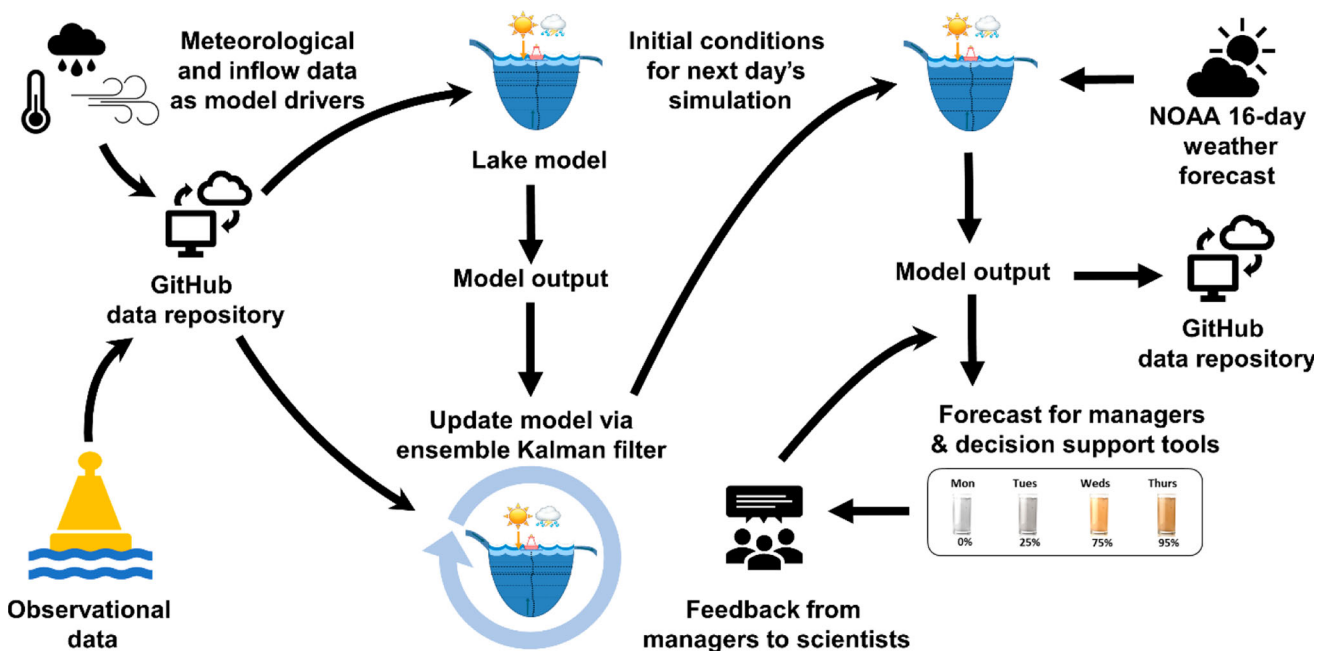 Meteorological
and inflow data
as model drivers
Initial conditions
for next day's
simulation
NOAA 16-day
weather
forecast
Lake model
GitHub
data repository
Model output
Model output
GitHub
data repository
Update model via
ensemble Kalman filter
Forecast for managers
& decision support tools
Mon Tues Weds Thurs
0% 25% 75% 95%
Observational
data
Feedback from
managers to scientists